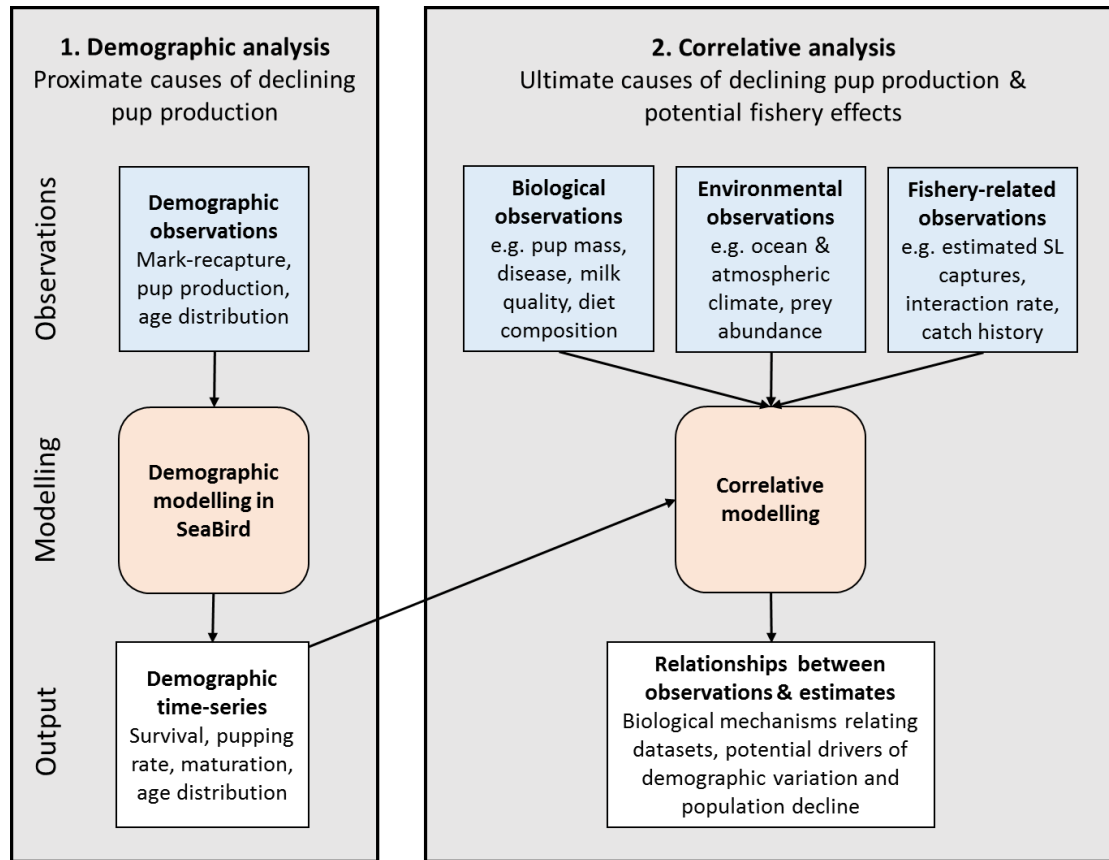 1. Demographic analysis
Proximate causes of declining
pup production
Observations
Demographic
observations
Mark-recapture,
pup production,
age distribution
Modelling
Demographic
modelling in
SeaBird
Output
Demographic
time-series
Survival, pupping
rate, maturation,
age distribution
2. Correlative analysis
Ultimate causes of declining pup production &
potential fishery effects
Biological
observations
e.g. pup mass,
disease, milk
quality, diet
composition
Environmental
observations
e.g. ocean &
atmospheric
climate, prey
abundance
Fishery-related
observations
e.g. estimated SL
captures,
interaction rate,
catch history
Correlative
modelling
Relationships between
observations & estimates
Biological mechanisms relating
datasets, potential drivers of
demographic variation and
population decline